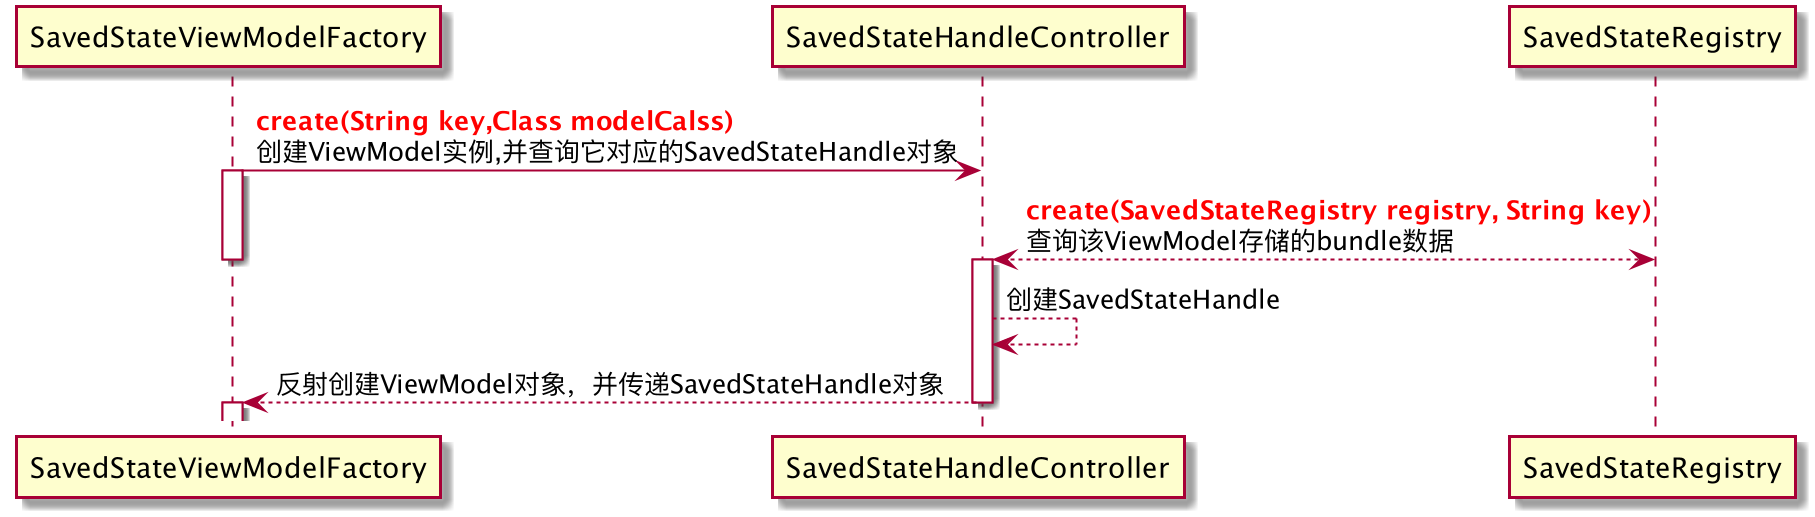 SavedStateViewModelFactory
SavedStateHandleController
SavedStateRegistry
create(String key,Class modelCalss)
创建ViewModel实例,并查询它对应的SavedStateHandle对象
create(SavedStateRegistry registry, String key)
查询该ViewModel存储的bundle数据
创建SavedStateHandle
反射创建ViewModel对象，并传递SavedStateHandle对象
SavedStateViewModelFactory
SavedStateHandleController
SavedStateRegistry